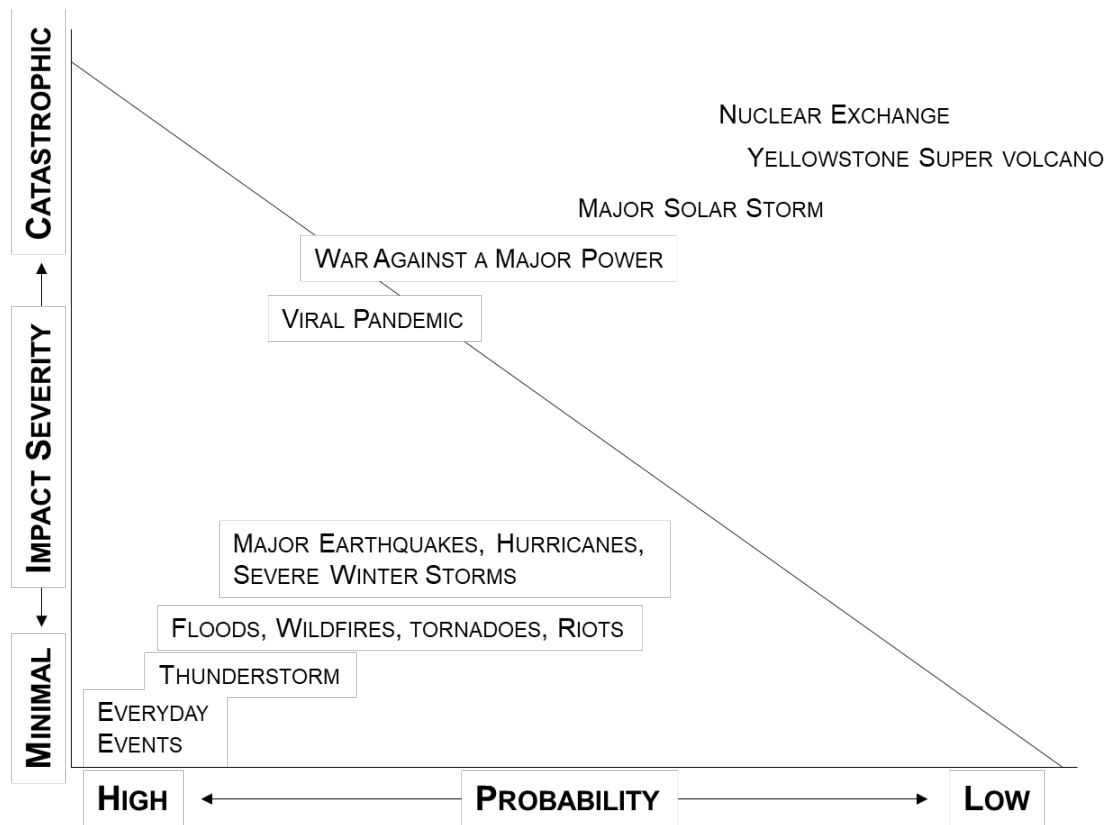 CATASTROPHIC
IMPACT SEVERITY
MINIMAL
NUCLEAR EXCHANGE
YELLOWSTONE SUPER VOLCANO
MAJOR SOLAR STORM
WAR AGAINST A MAJOR POWER
VIRAL PANDEMIC
MAJOR EARTHQUAKES, HURRICANES,
SEVERE WINTER STORMS
FLOODS, WILDFIRES, TORNADOES, RIOTS
THUNDERSTORM
EVERYDAY
EVENTS
HIGH
PROBABILITY
LOW